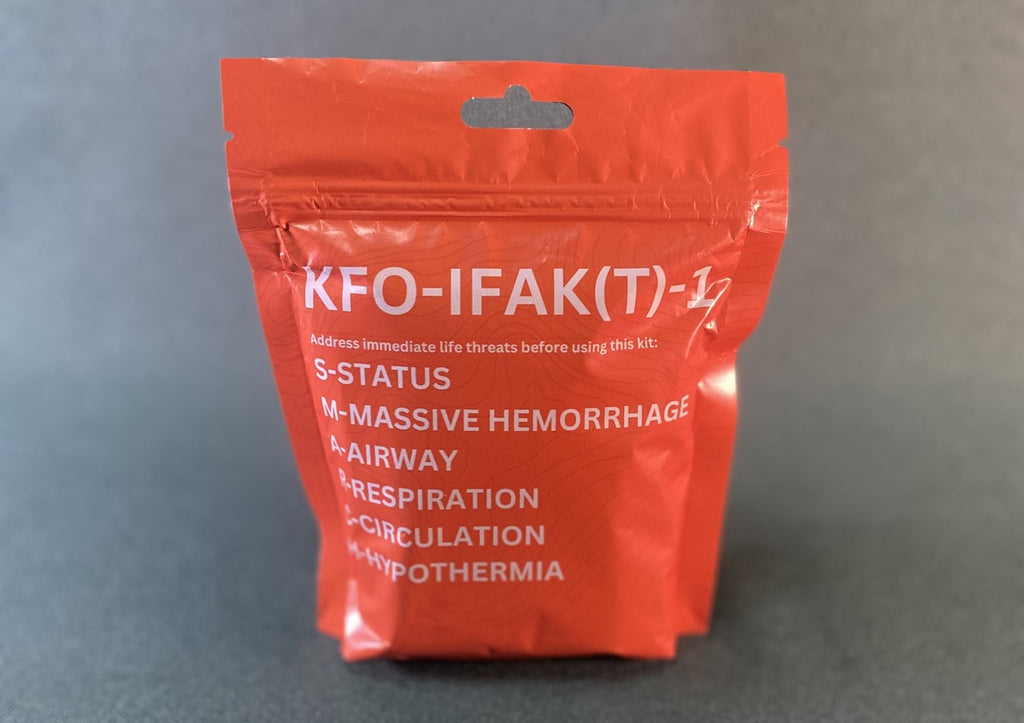 KFO-IFAK(T)-1
Address immediate life threats before using this kit:
S-STATUS
M-MASSIVE HEMORRHAGE
A-AIRWAY
R-RESPIRATION
C-CIRCULATION
H-HYPOTHERMIA